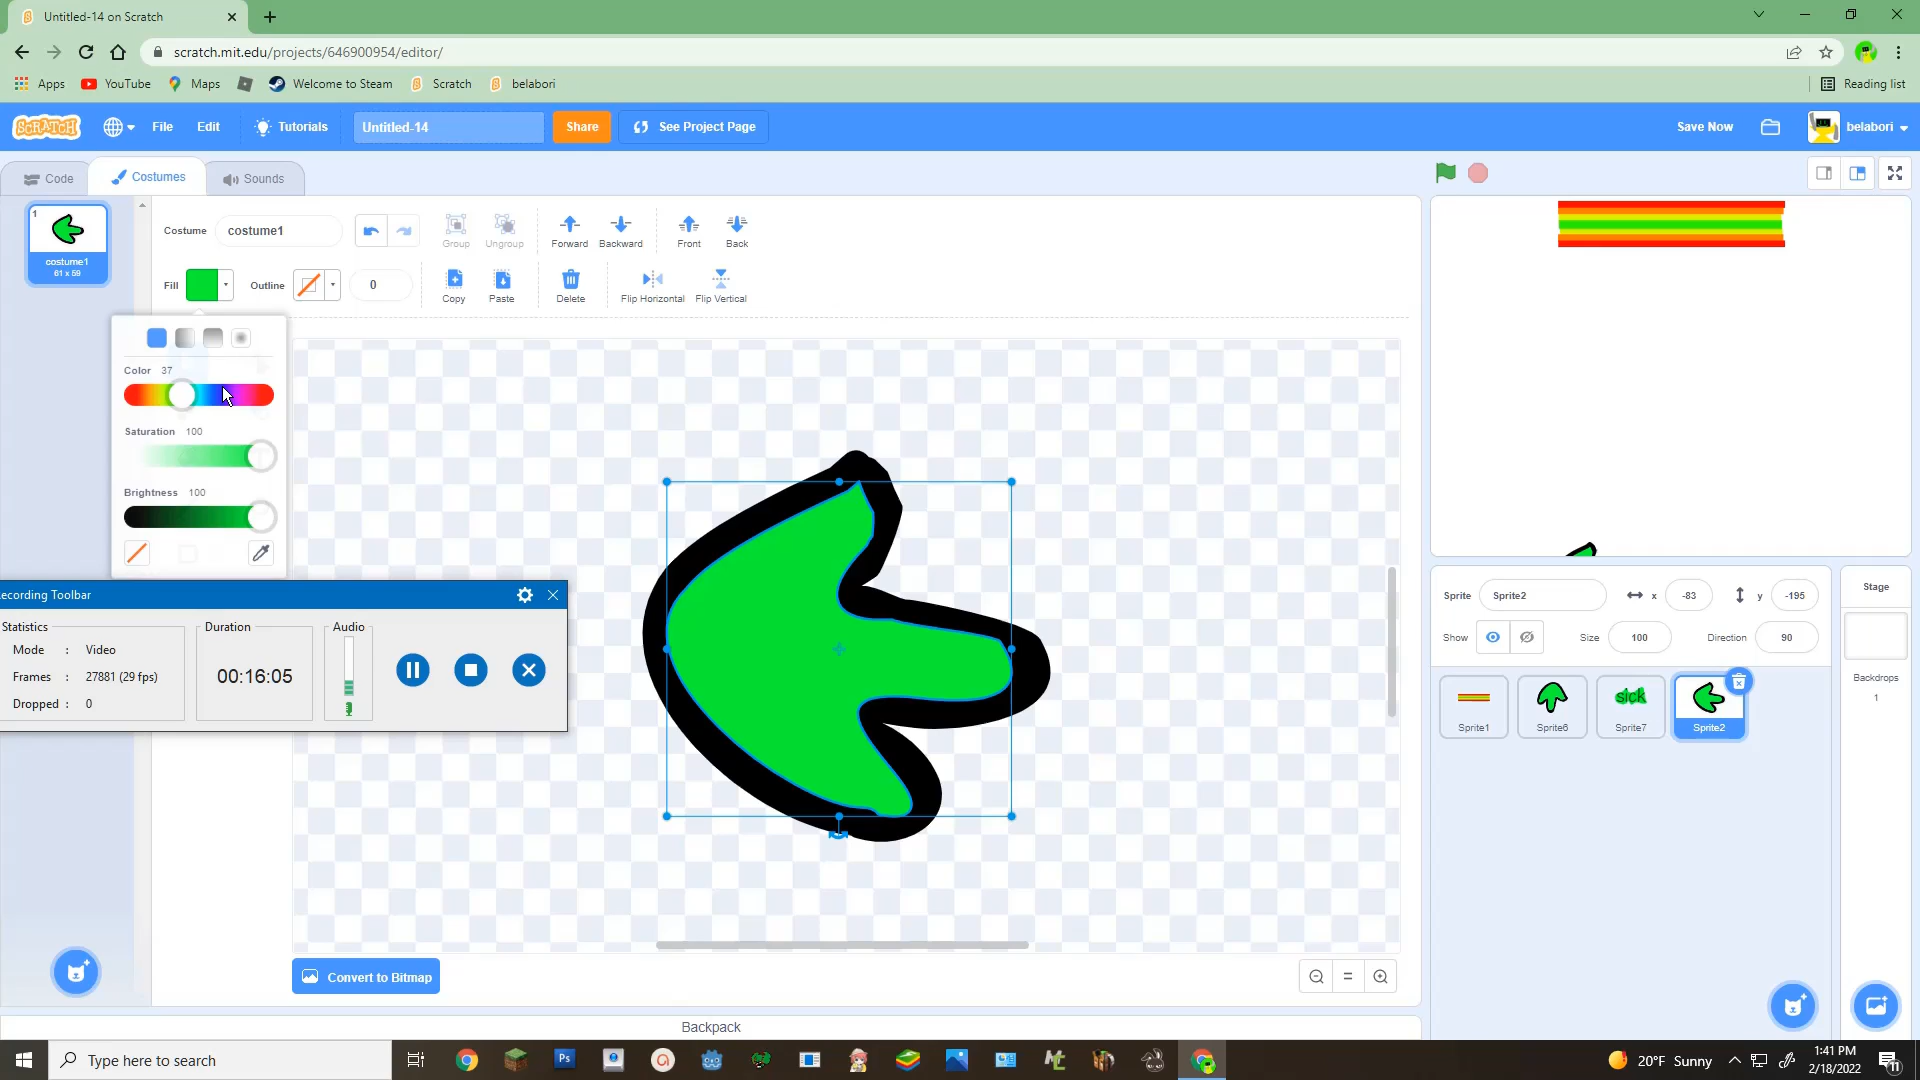 Untitled-14 on Scratch
scratch.mit.edu/projects/646900954/editor/
Apps YouTube Maps Welcome to Steam Scratch belabori Reading list
SCRATCH File Edit Tutorials Untitled-14 Share See Project Page Save Now belabori
Code Costumes Sounds
1
costume1
61 x 59
Costume costume1 Group Ungroup Forward Backward Front Back
Fill Outline 0 Copy Paste Delete Flip Horizontal Flip Vertical
Color 37
Saturation 100
Brightness 100
ecording Toolbar
Statistics Duration Audio
Mode : Video
Frames : 27881 (29 fps)
Dropped : 0
00:16:05
Convert to Bitmap
Backpack
Sprite Sprite2 x -83 y -195
Show Size 100 Direction 90
Stage
Backdrops
1
sick
Sprite1 Sprite6 Sprite7 Sprite2
Type here to search
Ps
20°F Sunny
1:41 PM
2/18/2022
11